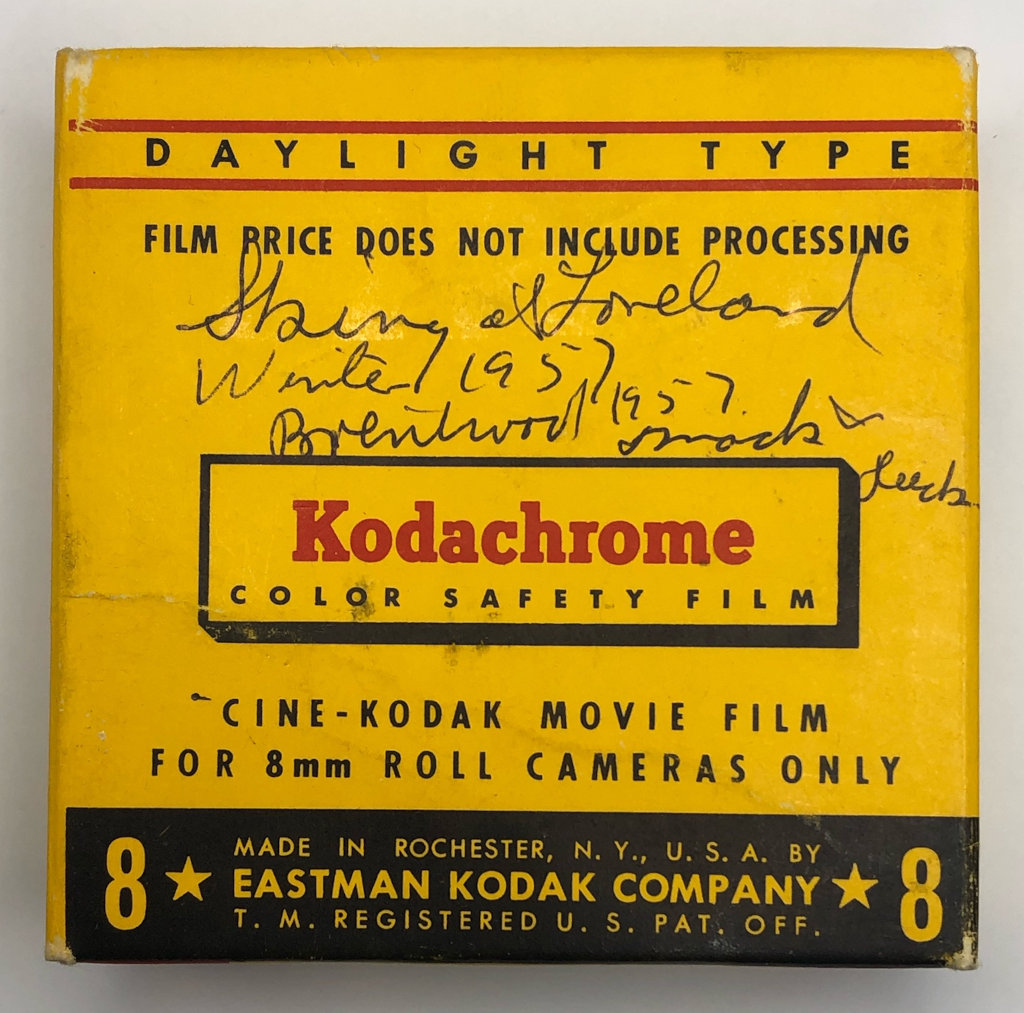 DAYLIGHT TYPE
FILM PRICE DOES NOT INCLUDE PROCESSING
Skiing at Loveland
Winter 1957
Brentwood 1957
Kodachrome
COLOR SAFETY FILM
CINE-KODAK MOVIE FILM
FOR 8mm ROLL CAMERAS ONLY
8 ★ MADE IN ROCHESTER, N. Y., U. S. A. BY ★ 8
EASTMAN KODAK COMPANY
T. M. REGISTERED U. S. PAT. OFF.